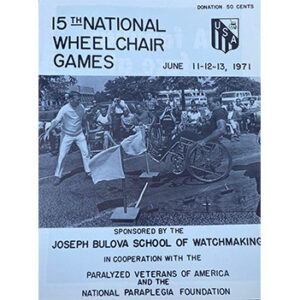 DONATION 50 CENTS
15TH NATIONAL
WHEELCHAIR
GAMES
USA
JUNE 11-12-13, 1971
SPONSORED BY THE
JOSEPH BULOVA SCHOOL OF WATCHMAKING
IN COOPERATION WITH THE
PARALYZED VETERANS OF AMERICA
AND THE
NATIONAL PARAPLEGIA FOUNDATION